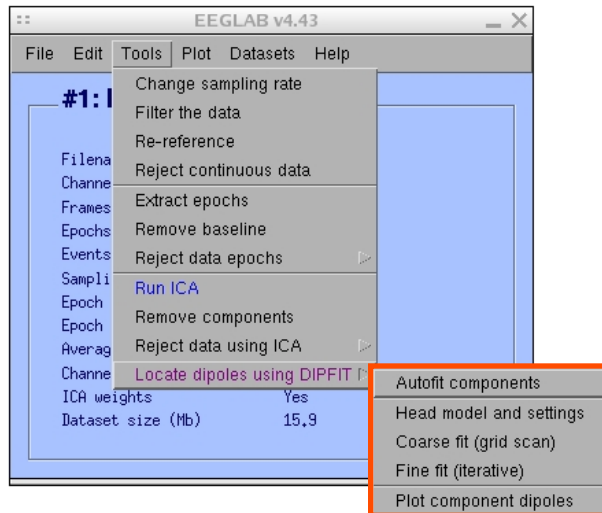 EEGLAB v4.43
File Edit Tools Plot Datasets Help
#1:
Change sampling rate
Filter the data
Re-reference
Reject continuous data
Extract epochs
Remove baseline
Reject data epochs
Run ICA
Remove components
Reject data using ICA
Locate dipoles using DIPFIT
Filena
Channe
Frames
Epochs
Events
Sampli
Epoch
Epoch
Averag
Channe
ICA weights Yes
Dataset size (Mb) 15.9
Autofit components
Head model and settings
Coarse fit (grid scan)
Fine fit (iterative)
Plot component dipoles